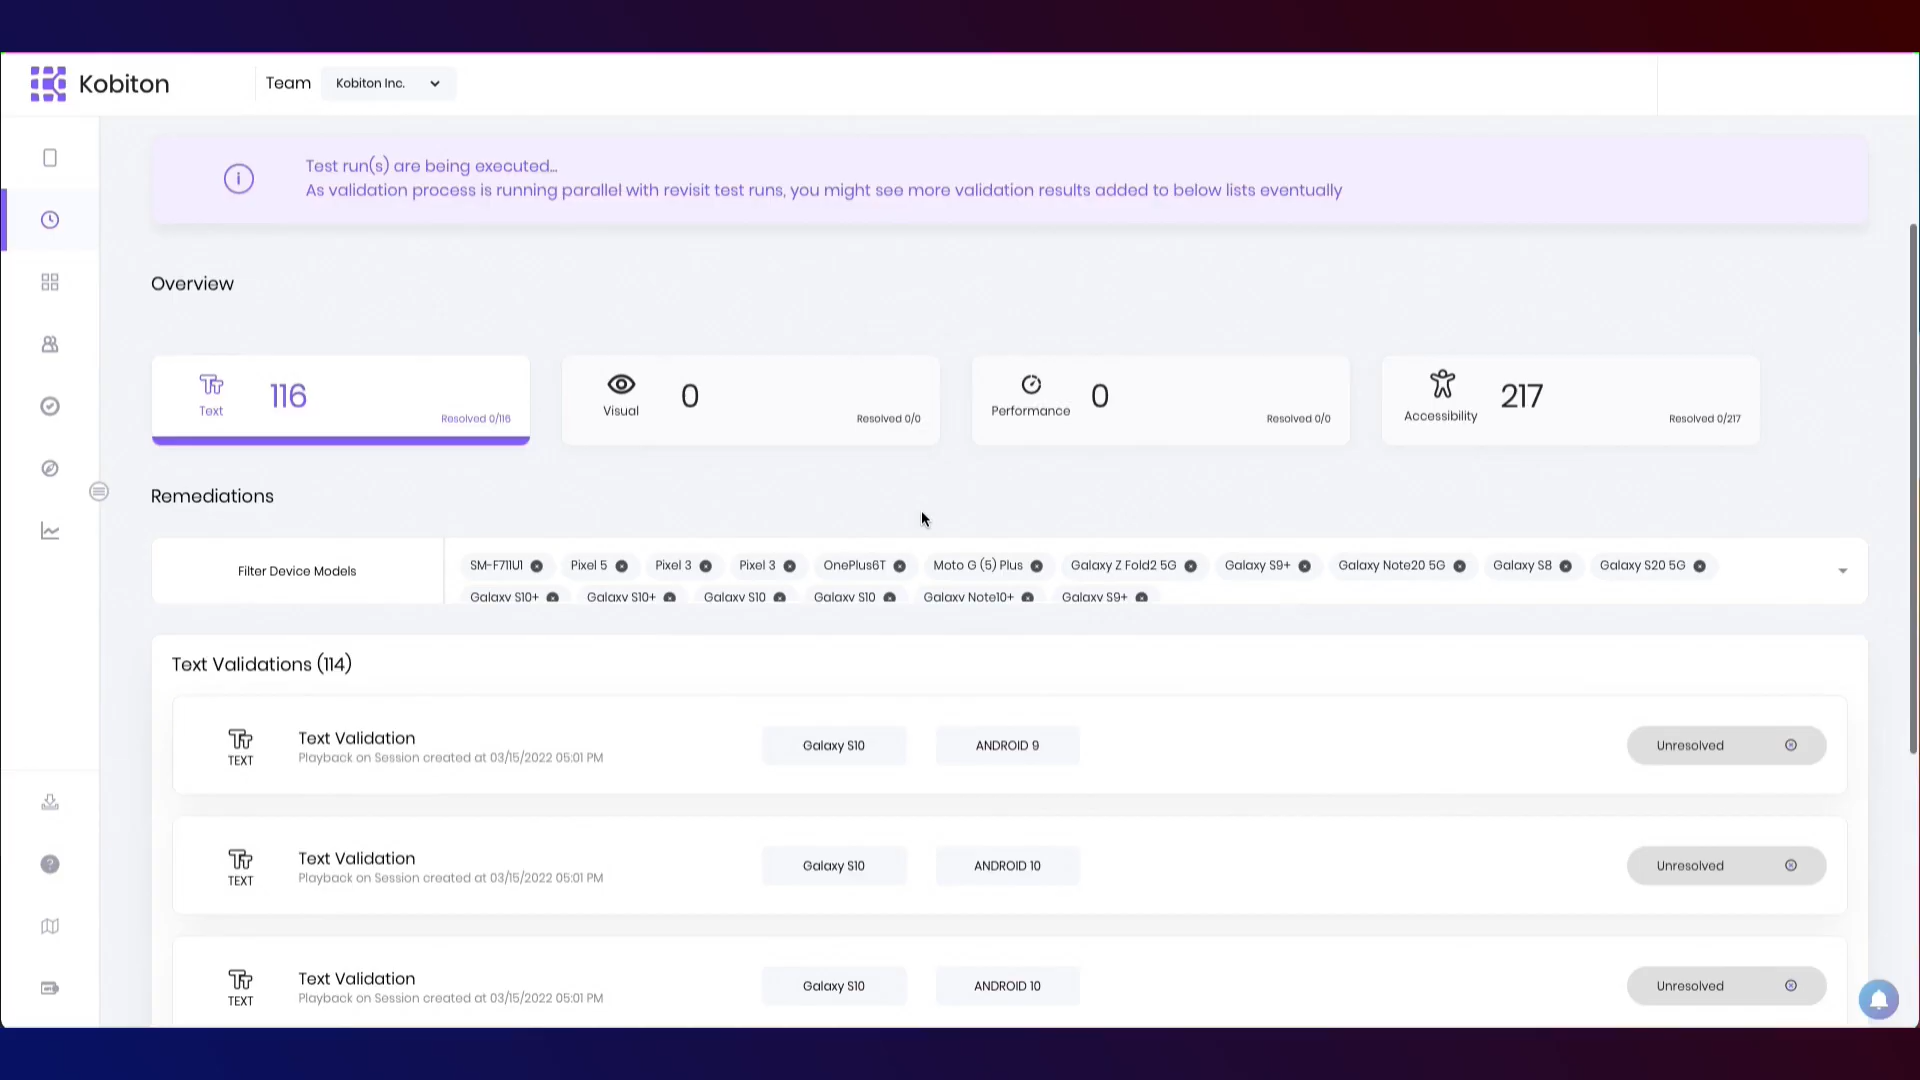 Kobiton
Team
Kobiton Inc.
Test run(s) are being executed...
As validation process is running parallel with revisit test runs, you might see more validation results added to below lists eventually
Overview
Text
116
Resolved 0/116
Visual
0
Resolved 0/0
Performance
0
Resolved 0/0
Accessibility
217
Resolved 0/217
Remediations
Filter Device Models
SM-F711U1 Pixel 5 Pixel 3 Pixel 3 OnePlus6T Moto G (5) Plus Galaxy Z Fold2 5G Galaxy S9+ Galaxy Note20 5G Galaxy S8 Galaxy S20 5G
Galaxy S10+ Galaxy S10+ Galaxy S10 Galaxy S10 Galaxy Note10+ Galaxy S9+
Text Validations (114)
TEXT
Text Validation
Playback on Session created at 03/15/2022 05:01 PM
Galaxy S10
ANDROID 9
Unresolved
TEXT
Text Validation
Playback on Session created at 03/15/2022 05:01 PM
Galaxy S10
ANDROID 10
Unresolved
TEXT
Text Validation
Playback on Session created at 03/15/2022 05:01 PM
Galaxy S10
ANDROID 10
Unresolved